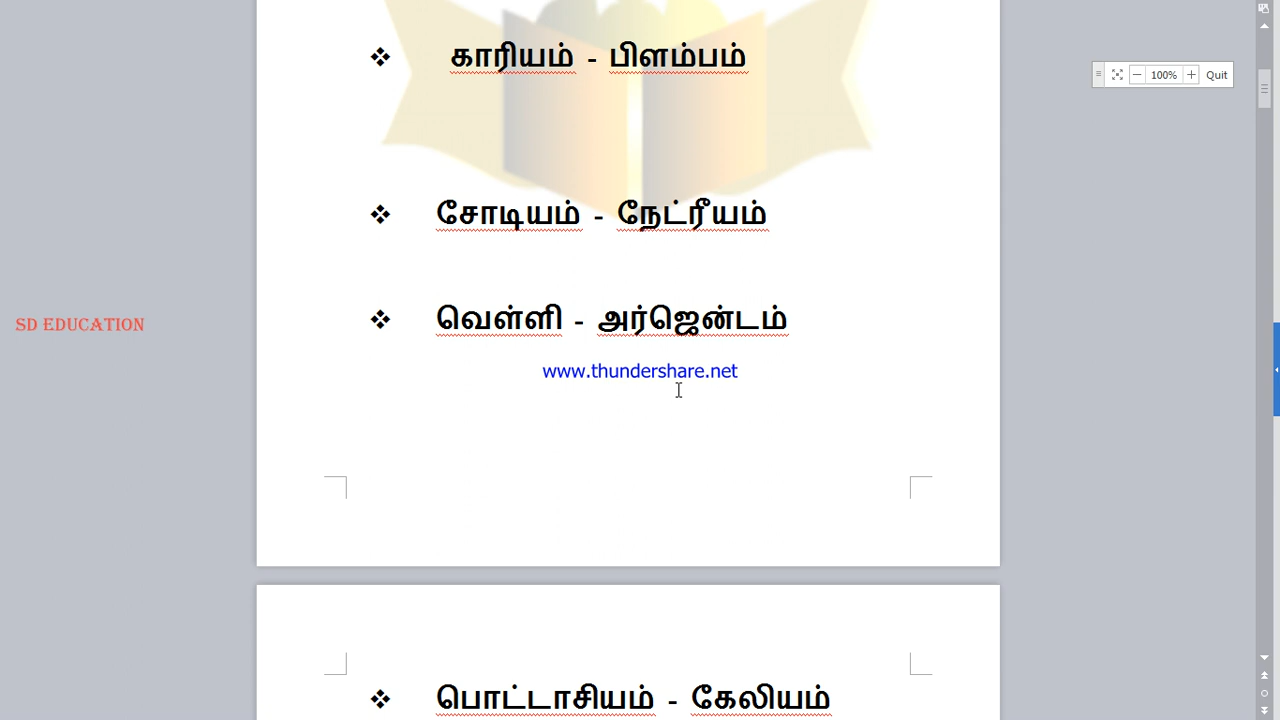 ❖ காரியம் - பிளம்பம்
100% Quit
❖ சோடியம் - நேட்ரீயம்
❖ வெள்ளி - அர்ஜென்டம்
SD EDUCATION
www.thundershare.net
❖ பொட்டாசியம் - கேலியம்